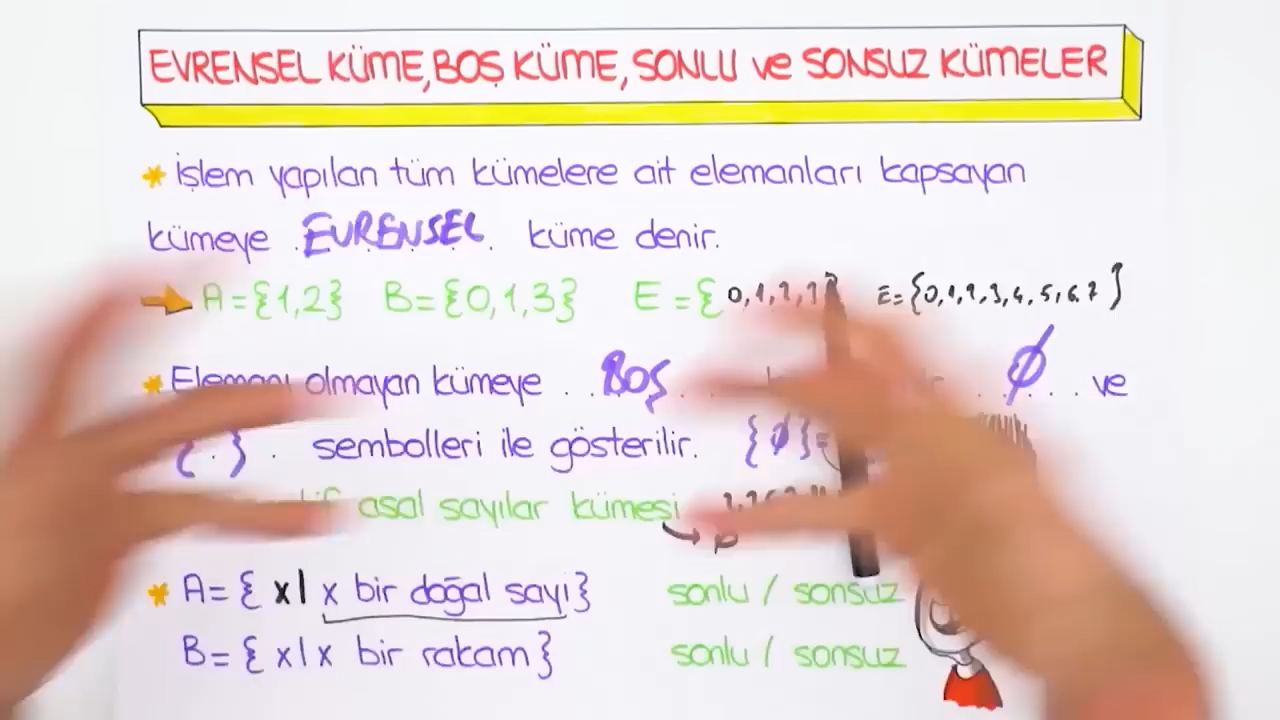 EVRENSEL KÜME, BOŞ KÜME, SONLU ve SONSUZ KÜMELER
* İşlem yapılan tüm kümelere ait elemanları kapsayan
kümeye .EVRENSEL. küme denir.
A={1,2} B={0,1,3} E={0,1,2, E={0,1,2,3,4,5,6,7}
* Elemanı olmayan kümeye ..BOŞ.. ∅ ... ve
{.}. sembolleri ile gösterilir. {∅}
asal sayılar kümesi
* A={x|x bir doğal sayı} sonlu / sonsuz
B={x|x bir rakam} sonlu / sonsuz